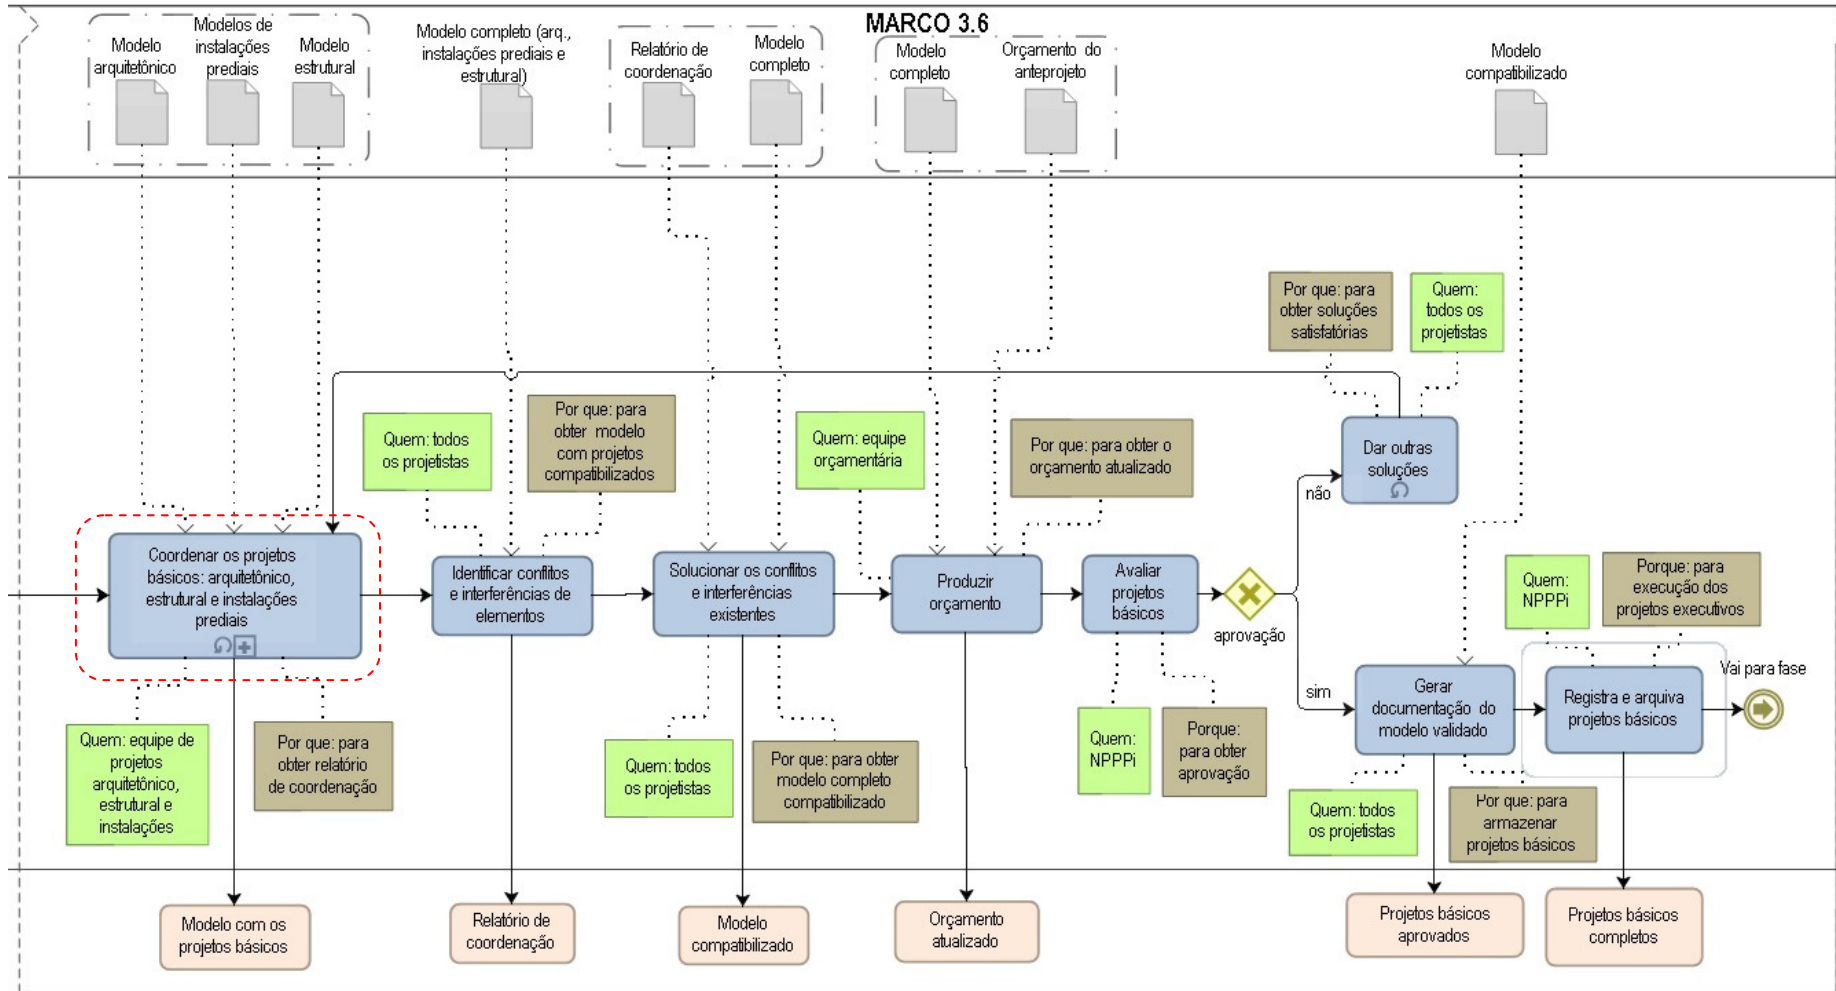 MARCO 3.6
Modelo
arquitetônico
Modelos de
instalações
prediais
Modelo
estrutural
Modelo completo (arq.,
instalações prediais e
estrutural)
Relatório de
coordenação
Modelo
completo
Modelo
completo
Orçamento do
anteprojeto
Modelo
compatibilizado
Por que: para
obter soluções
satisfatórias
Quem:
todos os
projetistas
Quem: todos
os projetistas
Por que: para
obter modelo
com projetos
compatibilizados
Quem: equipe
orçamentária
Por que: para obter o
orçamento atualizado
Dar outras
soluções
não
Coordenar os projetos
básicos: arquitetônico,
estrutural e instalações
prediais
Identificar conflitos
e interferências de
elementos
Solucionar os conflitos
e interferências
existentes
Produzir
orçamento
Avaliar
projetos
básicos
aprovação
sim
Quem:
NPPPi
Porque: para
execução dos
projetos executivos
Gerar
documentação do
modelo validado
Registra e arquiva
projetos básicos
Vai para fase
Quem: equipe de
projetos
arquitetônico,
estrutural e
instalações
Por que: para
obter relatório
de coordenação
Quem: todos
os projetistas
Por que: para obter
modelo completo
compatibilizado
Quem:
NPPPi
Porque:
para obter
aprovação
Quem: todos
os projetistas
Por que: para
armazenar
projetos básicos
Modelo com os
projetos básicos
Relatório de
coordenação
Modelo
compatibilizado
Orçamento
atualizado
Projetos básicos
aprovados
Projetos básicos
completos